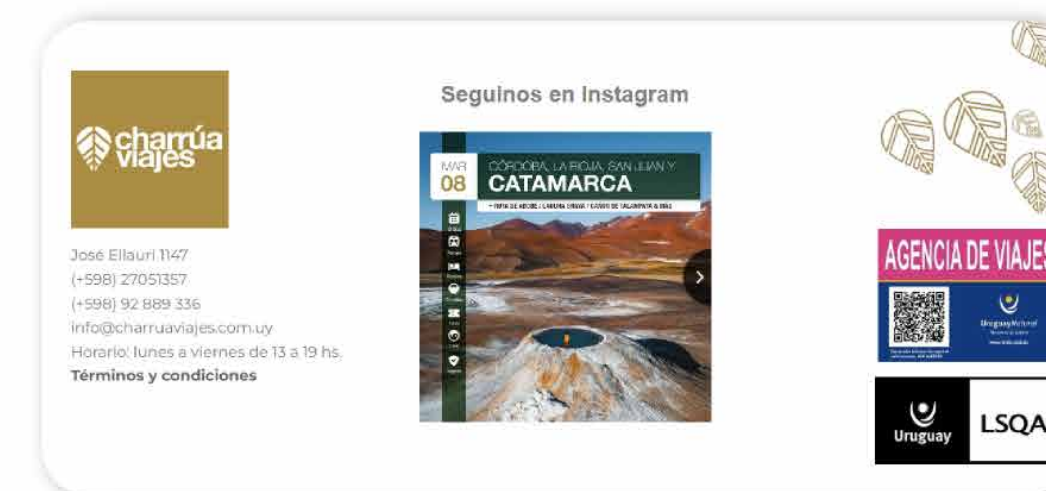 charrúa
viajes
José Ellauri 1147
(+598) 27051357
(+598) 92 889 336
info@charruaviajes.com.uy
Horario: lunes a viernes de 13 a 19 hs.
Términos y condiciones
Seguinos en Instagram
MAR
08
CÓRDOBA, LA RIOJA, SAN JUAN Y
CATAMARCA
AGENCIA DE VIAJES
Uruguay Natural
Uruguay
LSQA